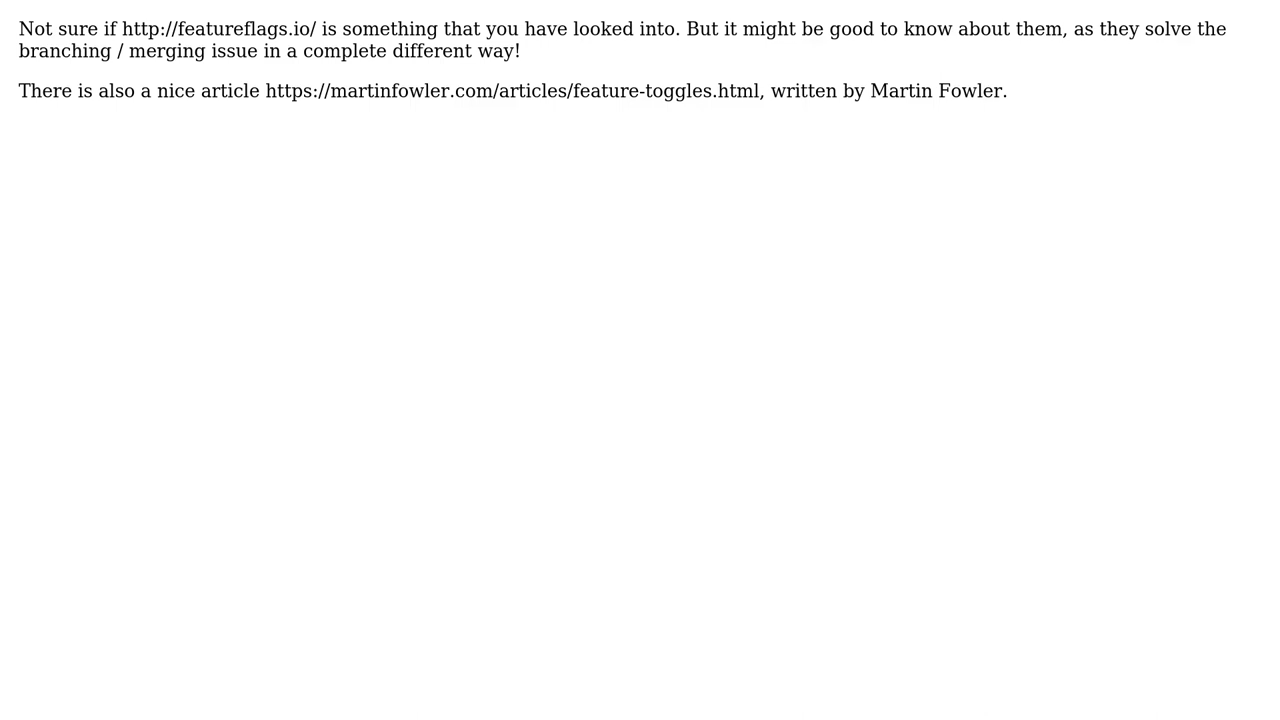 Not sure if http://featureflags.io/ is something that you have looked into. But it might be good to know about them, as they solve the
branching / merging issue in a complete different way!
There is also a nice article https://martinfowler.com/articles/feature-toggles.html, written by Martin Fowler.